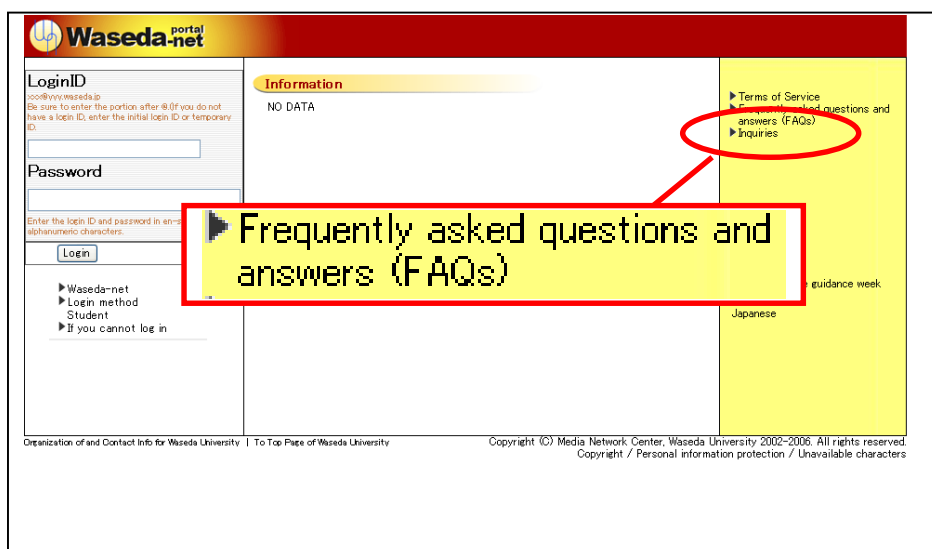 Waseda-net portal
LoginID
xxx@yyy.waseda.jp
Be sure to enter the portion after @.(If you do not
have a login ID, enter the initial login ID or temporary
ID.
Password
Enter the login ID and password in en-s
alphanumeric characters.
Login
Waseda-net
Login method
Student
If you cannot log in
Information
NO DATA
Terms of Service
Frequently asked questions and
answers (FAQs)
Inquiries
Frequently asked questions and
answers (FAQs)
guidance week
Japanese
Organization of and Contact Info for Waseda University | To Top Page of Waseda University
Copyright (C) Media Network Center, Waseda University 2002-2006. All rights reserved.
Copyright / Personal information protection / Unavailable characters